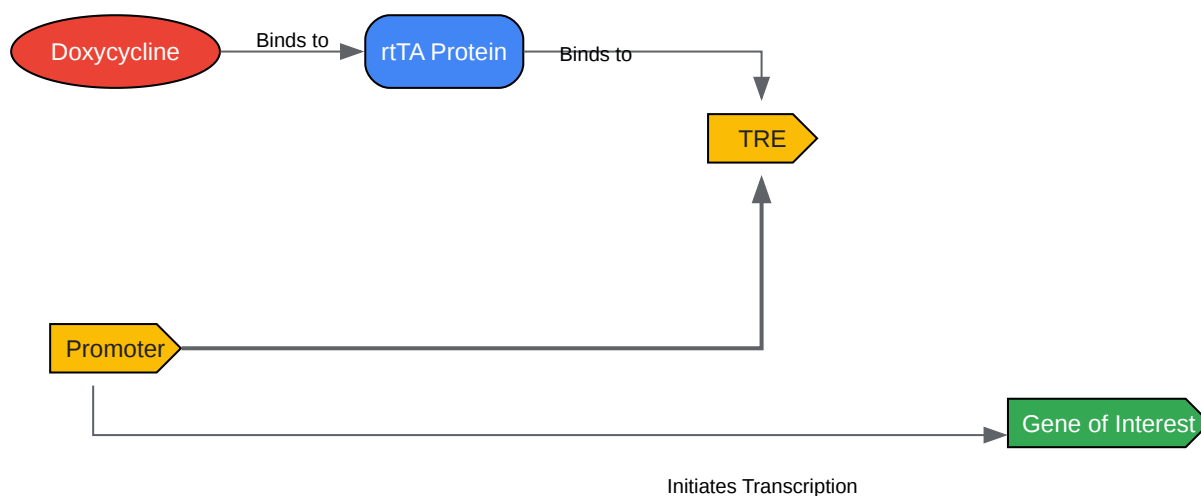 Doxycycline
Binds to
rtTA Protein
Binds to
TRE
Promoter
Gene of Interest
Initiates Transcription